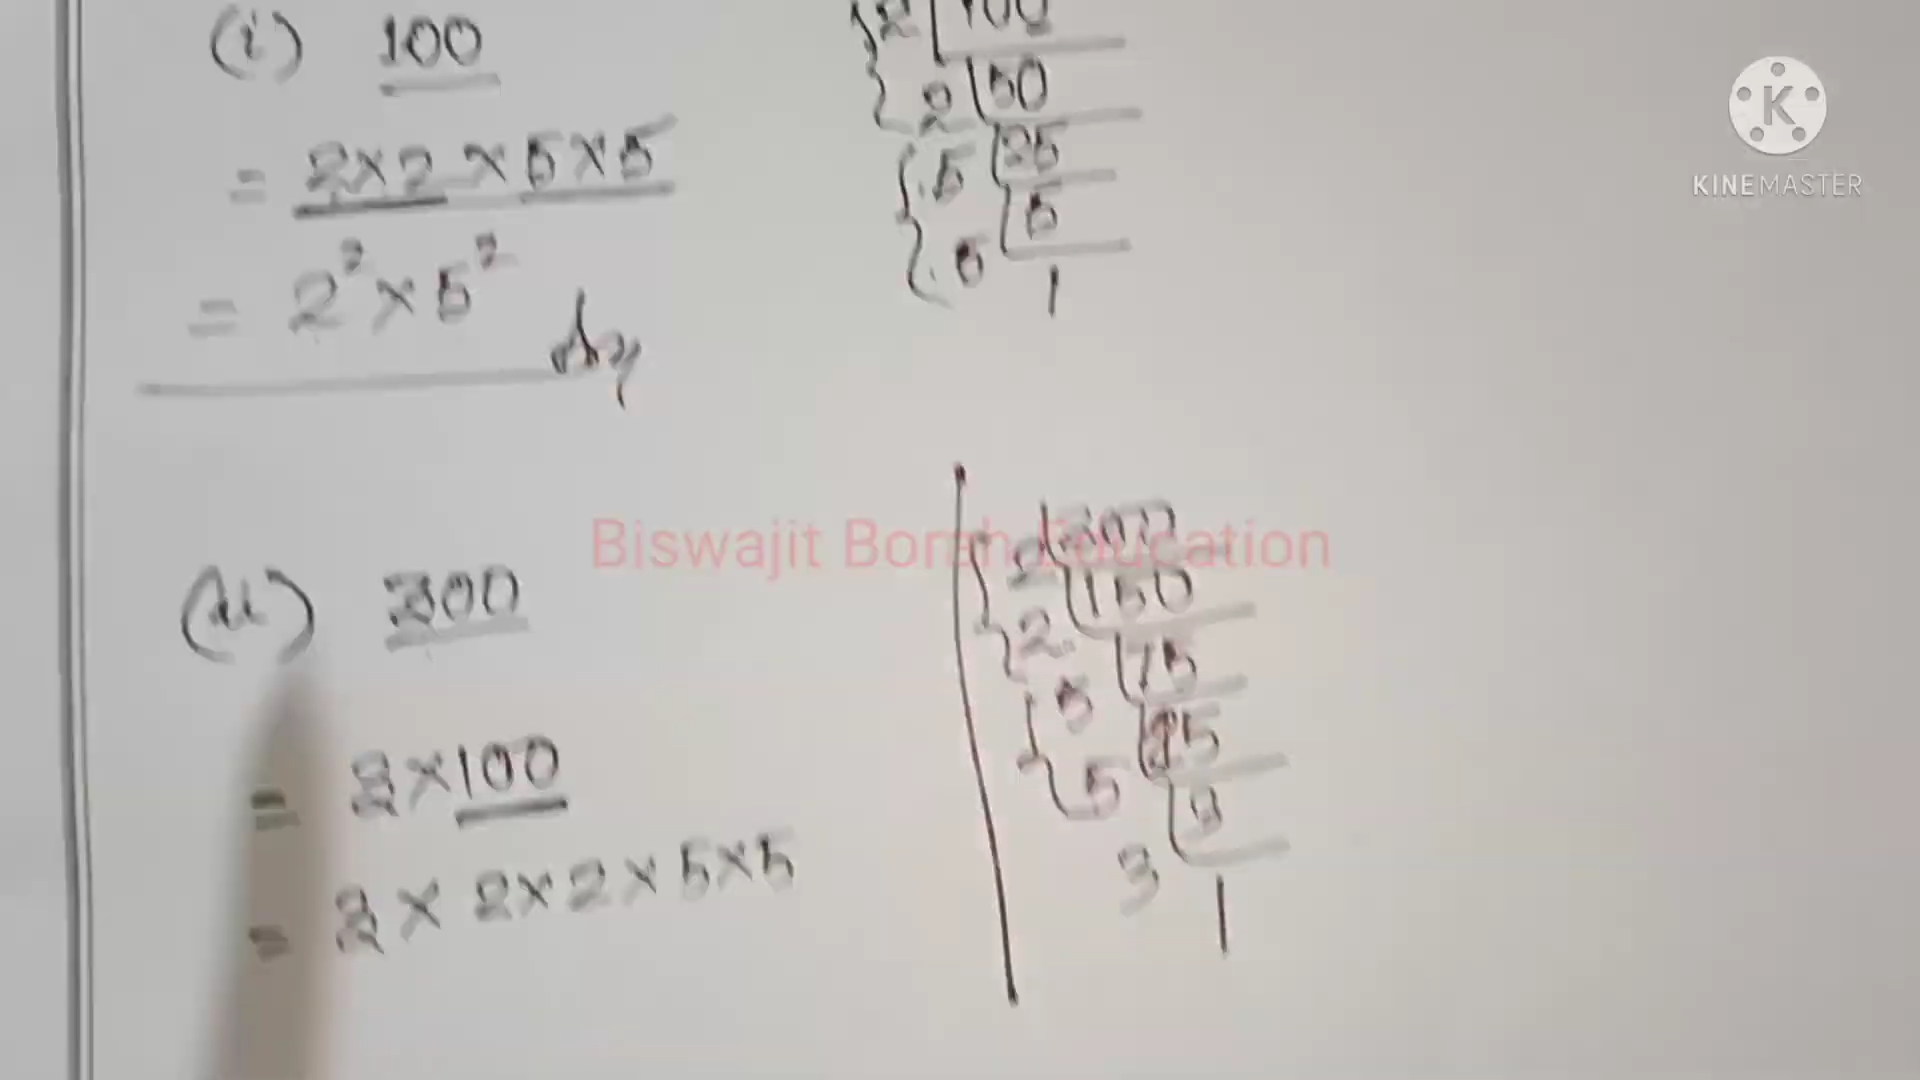 (i) 100
= 2×2 × 5×5
= 2² × 5²
2 100
2 50
5 25
5 5
1
KINEMASTER
Biswajit Borah Education
(ii) 300
= 3×100
= 3 × 2×2× 5×5
2 300
2 150
5 75
5 15
3 3
1